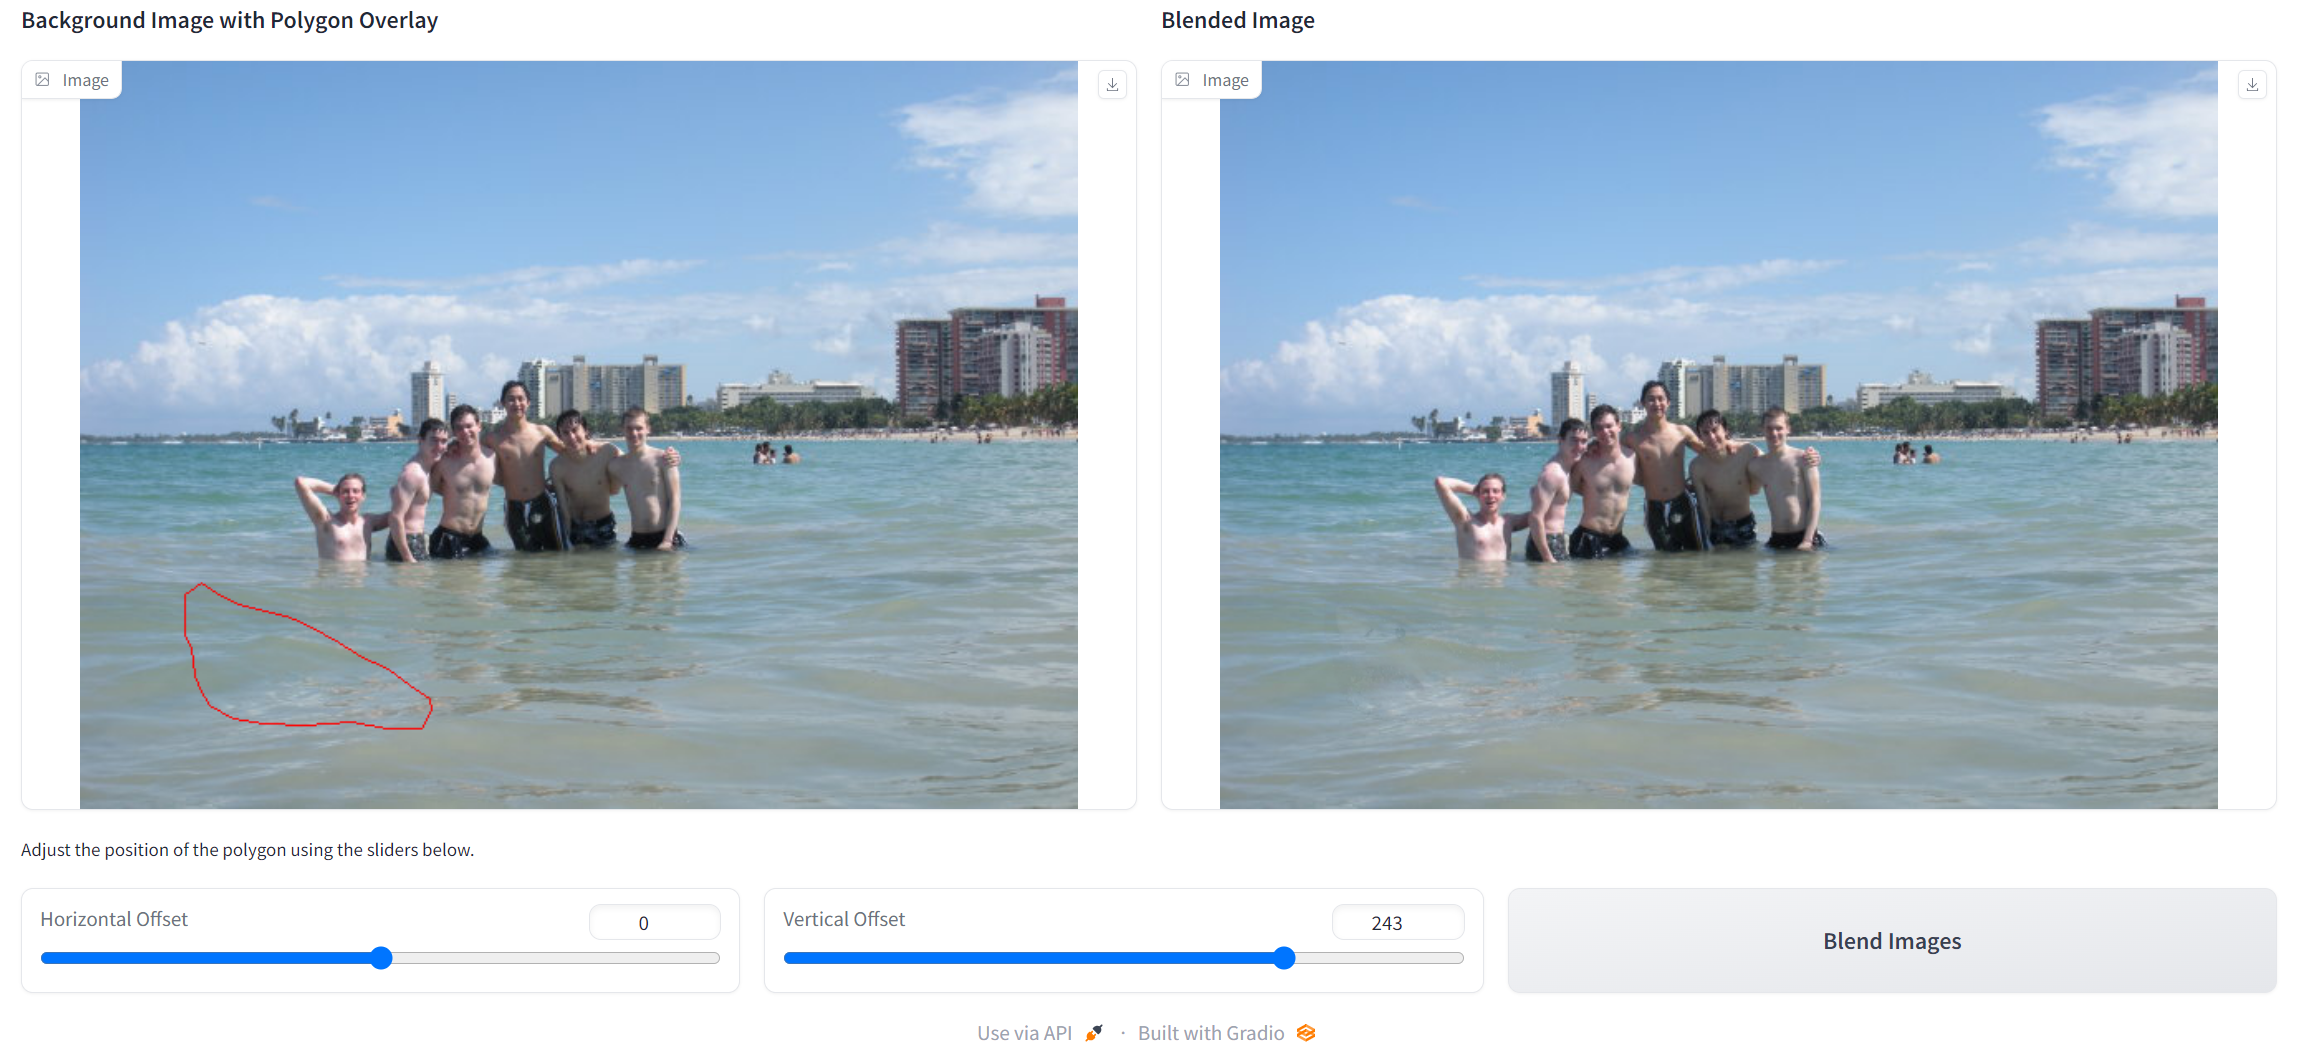 Background Image with Polygon Overlay
Blended Image
Image
Image
Adjust the position of the polygon using the sliders below.
Horizontal Offset
0
Vertical Offset
243
Blend Images
Use via API · Built with Gradio